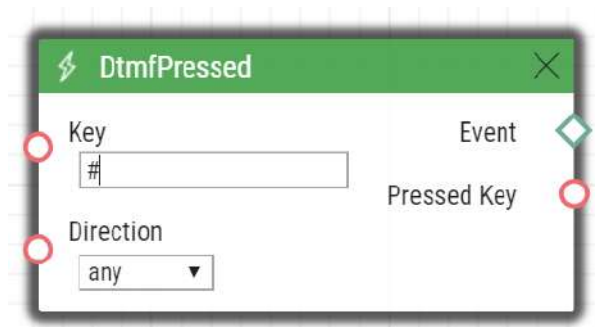 DtmfPressed
Key
Event
#
Pressed Key
Direction
any